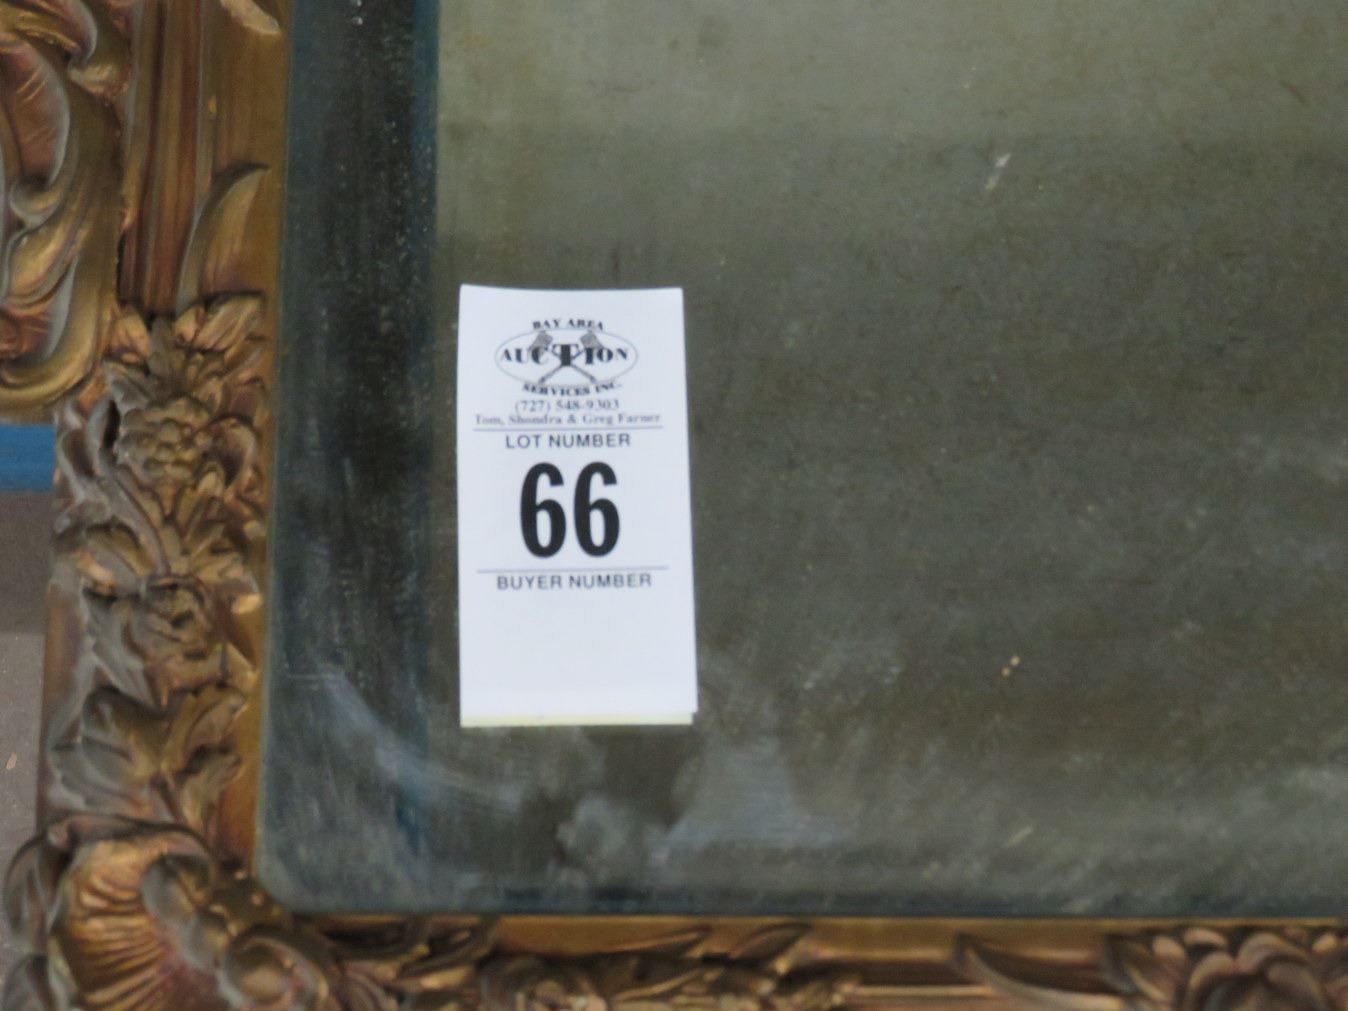 BAY AREA
AUCTION
SERVICES INC.
(727) 548-9303
Tom, Shondra & Greg Farner
LOT NUMBER
66
BUYER NUMBER